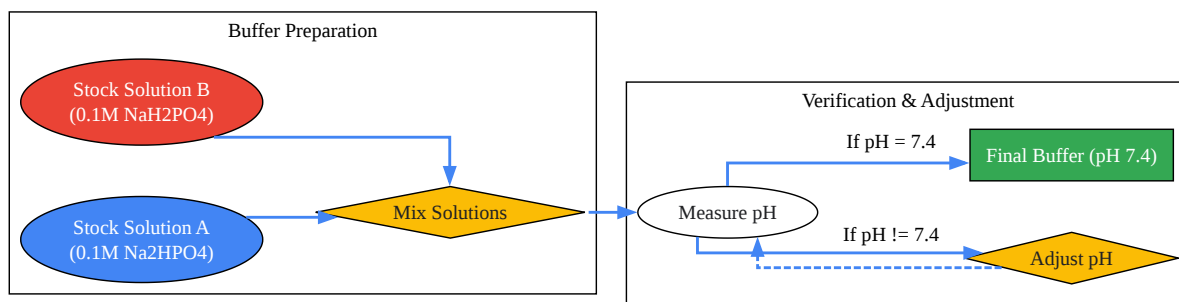 Buffer Preparation
Stock Solution B
(0.1M NaH2PO4)
Stock Solution A
(0.1M Na2HPO4)
Mix Solutions
Verification & Adjustment
If pH = 7.4
Final Buffer (pH 7.4)
Measure pH
If pH != 7.4
Adjust pH